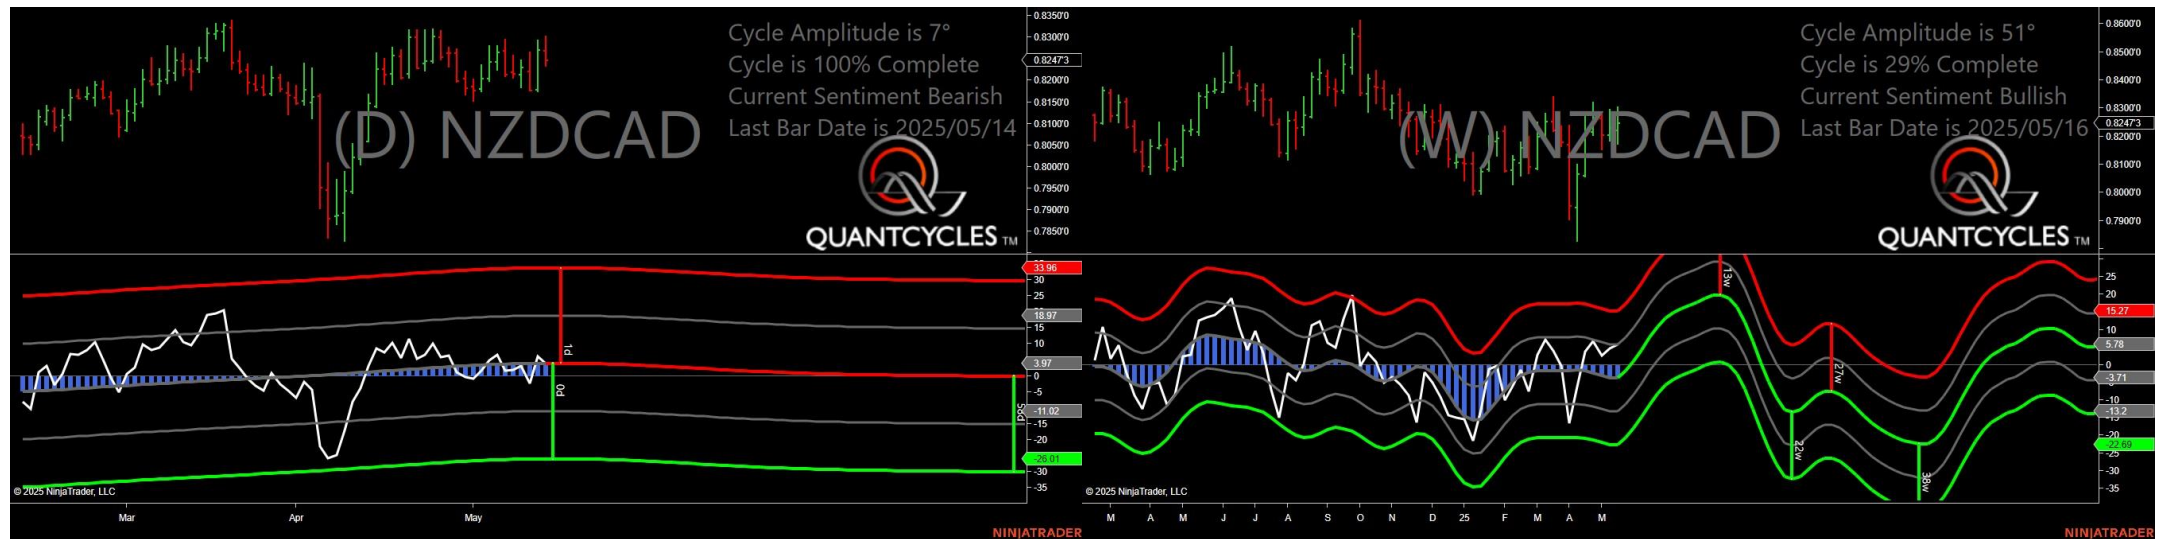 Cycle Amplitude is 7°
Cycle is 100% Complete
Current Sentiment Bearish
Last Bar Date is 2025/05/14
(D) NZDCAD
QUANTCYCLES TM
0.8350'0
0.8300'0
0.8247'3
0.8200'0
0.8150'0
0.8100'0
0.8050'0
0.8000'0
0.7950'0
0.7900'0
0.7850'0
33.96
30
25
18.97
15
10
3.97
0
-5
-11.02
-15
-20
-26.01
-30
-35
1d
0d
© 2025 NinjaTrader, LLC
Mar Apr May
NINJATRADER
Cycle Amplitude is 51°
Cycle is 29% Complete
Current Sentiment Bullish
Last Bar Date is 2025/05/16
(W) NZDCAD
QUANTCYCLES TM
0.8600'0
0.8500'0
0.8400'0
0.8300'0
0.8247'3
0.8200'0
0.8100'0
0.8000'0
0.7900'0
25
20
15.27
10
5.78
0
-3.71
-10
-13.2
-20
-22.69
-25
-30
-35
13w
27w
22w
38w
© 2025 NinjaTrader, LLC
M A M J J A S O N D 25 F M A M
NINJATRADER